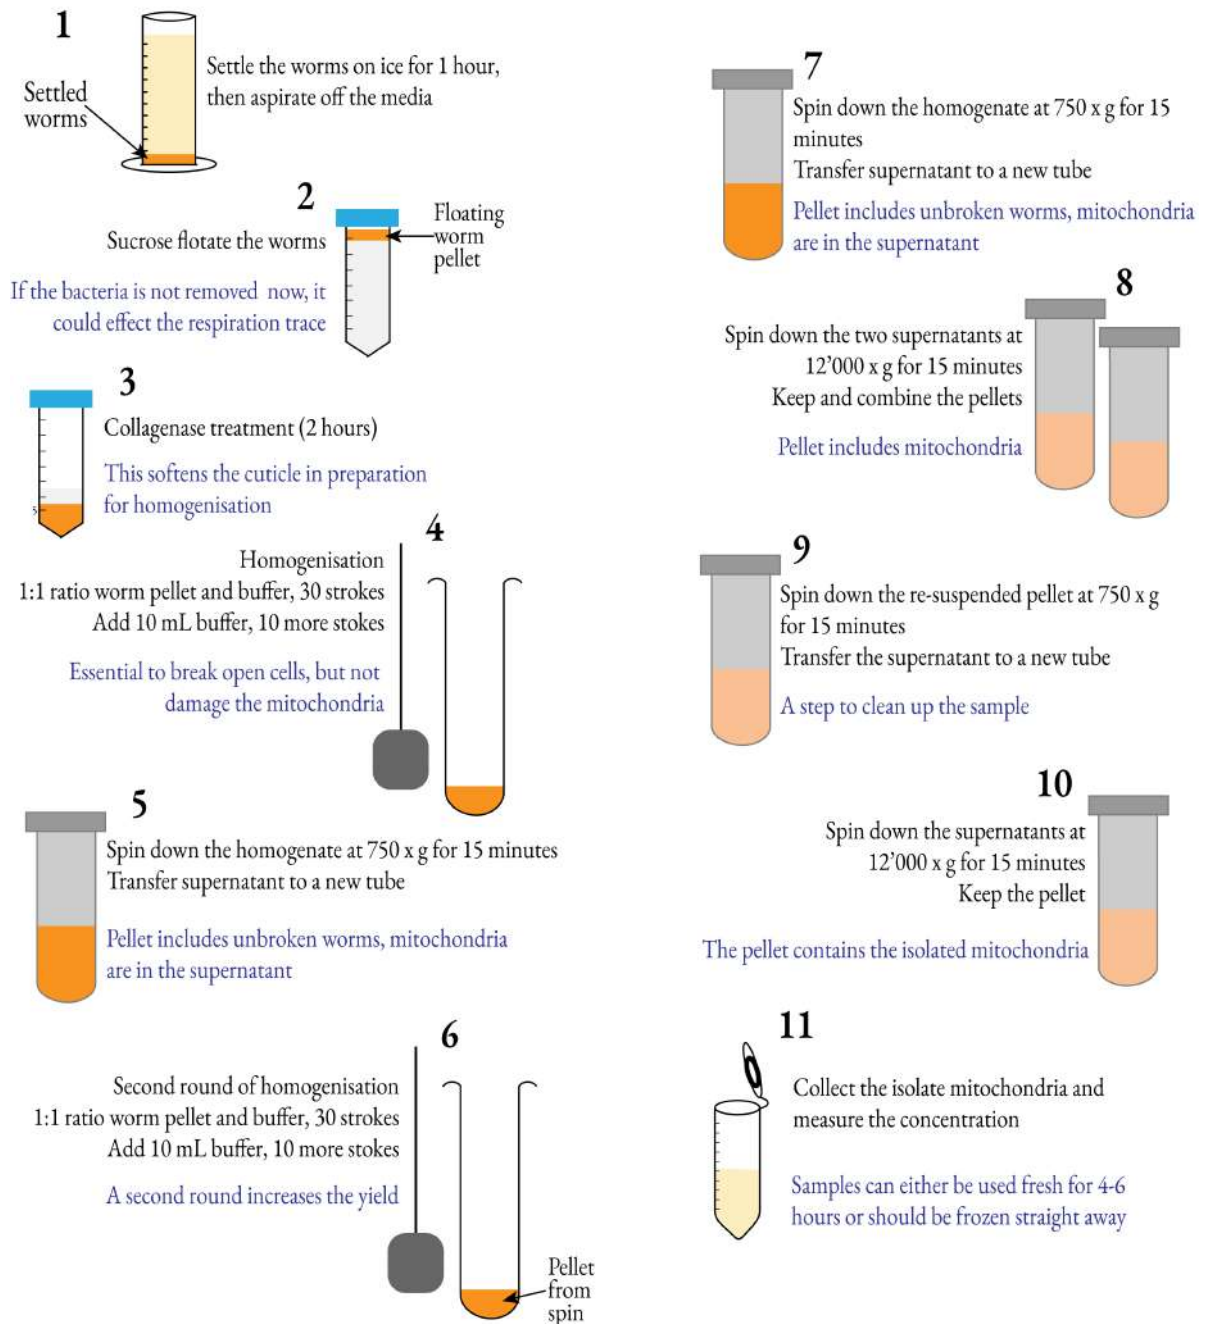 1
Settled
worms
Settle the worms on ice for 1 hour,
then aspirate off the media
2
Sucrose flotate the worms
Floating
worm
pellet
If the bacteria is not removed now, it
could effect the respiration trace
3
Collagenase treatment (2 hours)
This softens the cuticle in preparation
for homogenisation
4
Homogenisation
1:1 ratio worm pellet and buffer, 30 strokes
Add 10 mL buffer, 10 more stokes
Essential to break open cells, but not
damage the mitochondria
5
Spin down the homogenate at 750 x g for 15 minutes
Transfer supernatant to a new tube
Pellet includes unbroken worms, mitochondria
are in the supernatant
6
Second round of homogenisation
1:1 ratio worm pellet and buffer, 30 strokes
Add 10 mL buffer, 10 more stokes
A second round increases the yield
Pellet
from
spin
7
Spin down the homogenate at 750 x g for 15
minutes
Transfer supernatant to a new tube
Pellet includes unbroken worms, mitochondria
are in the supernatant
8
Spin down the two supernatants at
12'000 x g for 15 minutes
Keep and combine the pellets
Pellet includes mitochondria
9
Spin down the re-suspended pellet at 750 x g
for 15 minutes
Transfer the supernatant to a new tube
A step to clean up the sample
10
Spin down the supernatants at
12'000 x g for 15 minutes
Keep the pellet
The pellet contains the isolated mitochondria
11
Collect the isolate mitochondria and
measure the concentration
Samples can either be used fresh for 4-6
hours or should be frozen straight away